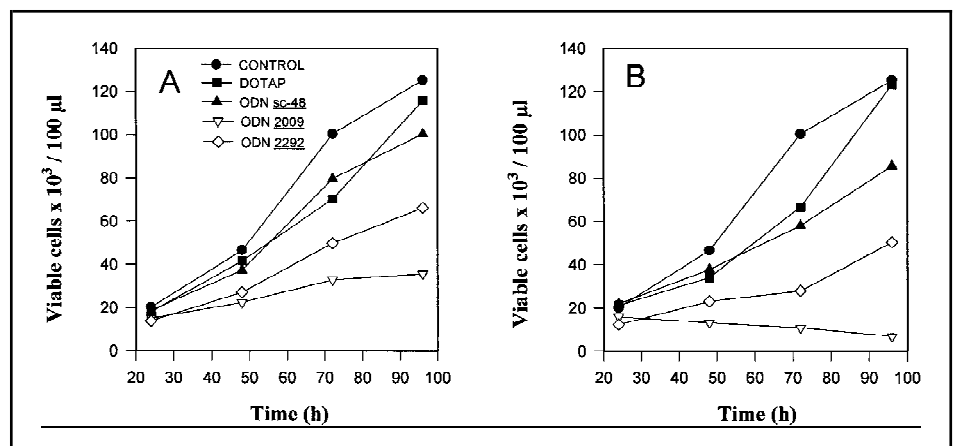 140
120
100
80
60
40
20
0
A
CONTROL
DOTAP
ODN sc-48
ODN 2009
ODN 2292
Viable cells x 10³ / 100 µl
20 30 40 50 60 70 80 90 100
Time (h)
140
120
100
80
60
40
20
0
B
Viable cells x 10³ / 100 µl
20 30 40 50 60 70 80 90 100
Time (h)